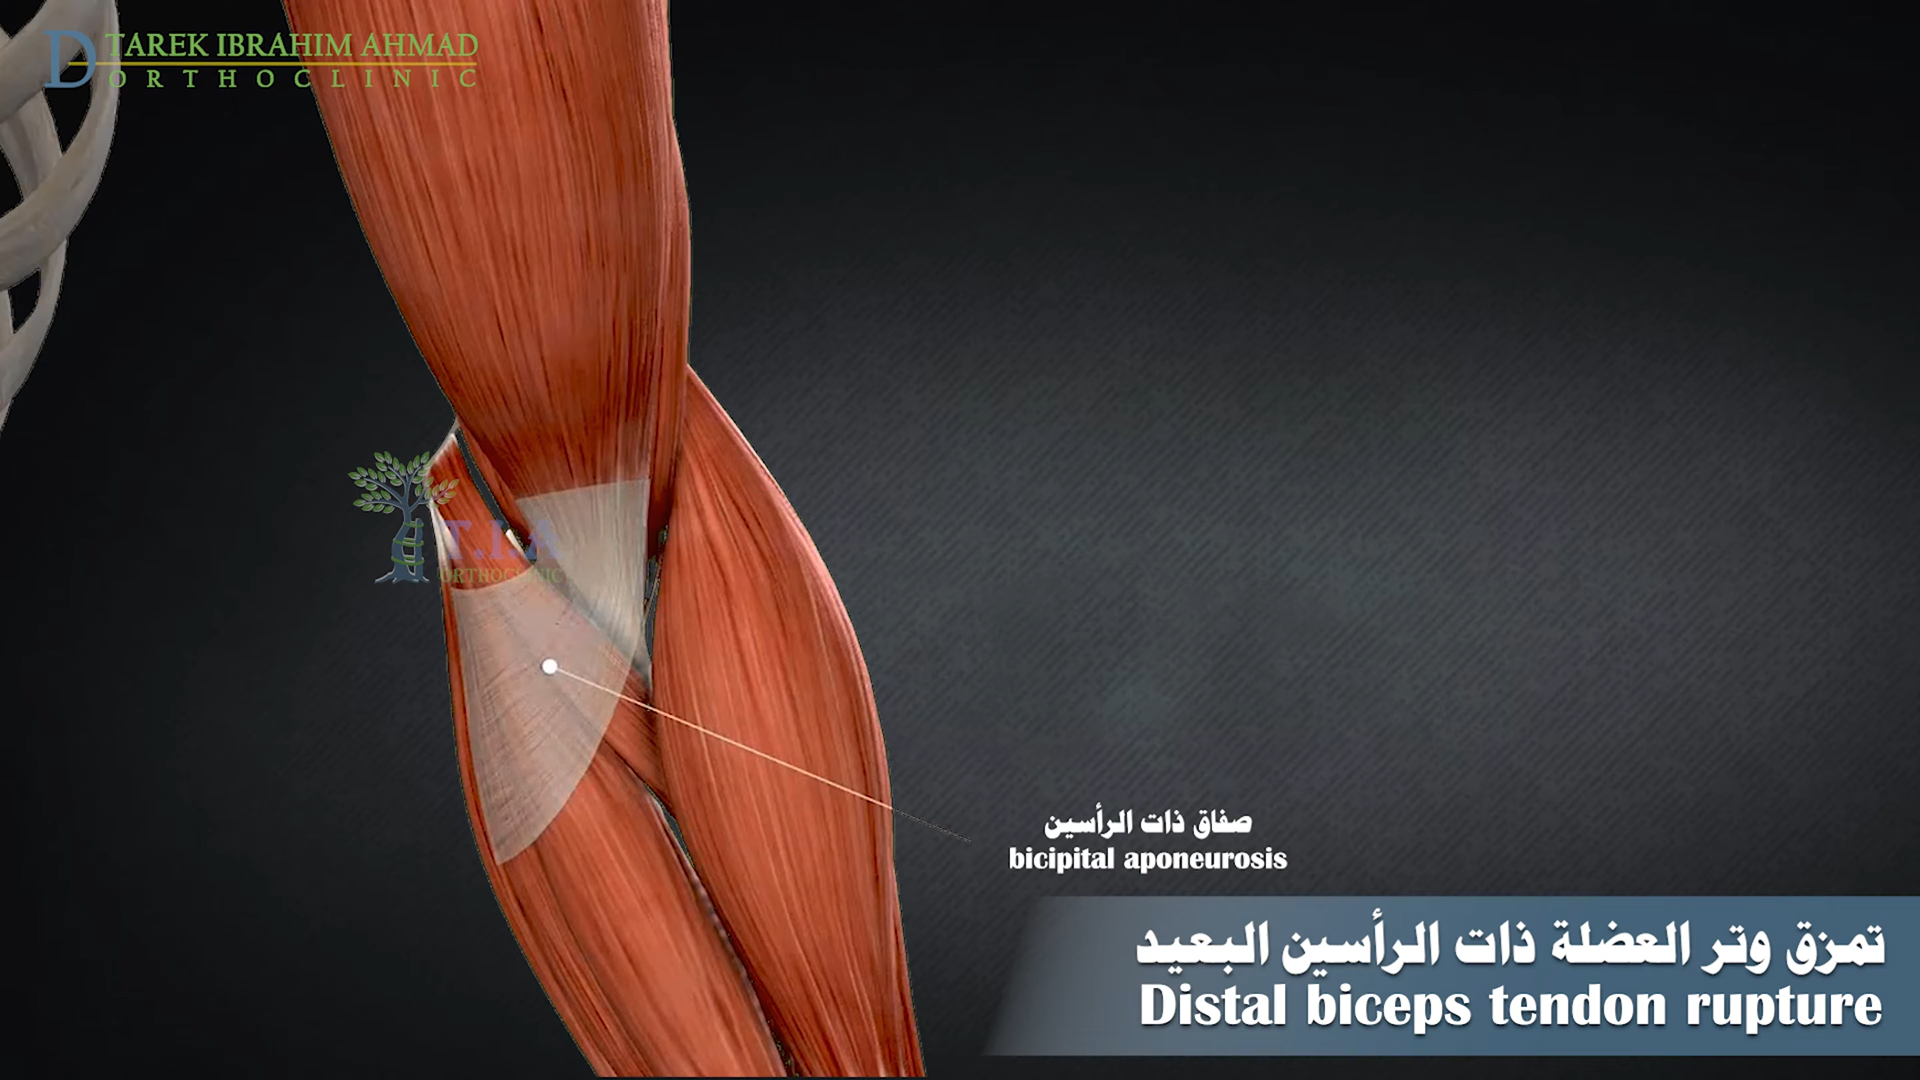 D TAREK IBRAHIM AHMAD
ORTHOCLINIC
T.I.A
ORTHOCLINIC
صفاق ذات الرأسين
bicipital aponeurosis
تمزق وتر العضلة ذات الرأسين البعيد
Distal biceps tendon rupture